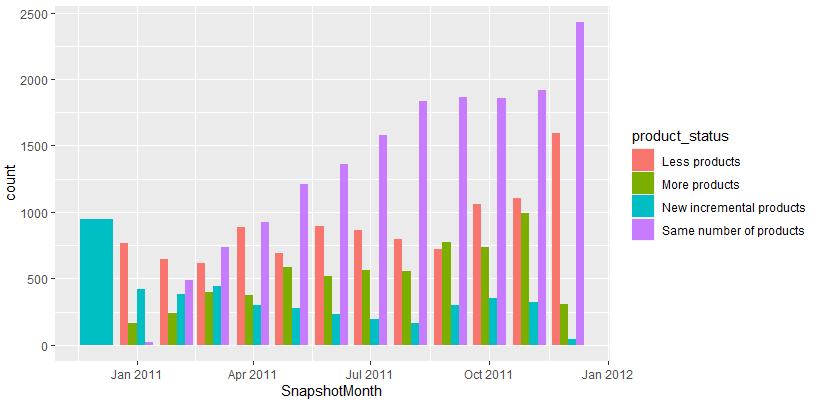 2500
2000
1500
1000
500
0
count
Jan 2011
Apr 2011
Jul 2011
Oct 2011
Jan 2012
SnapshotMonth
product_status
Less products
More products
New incremental products
Same number of products